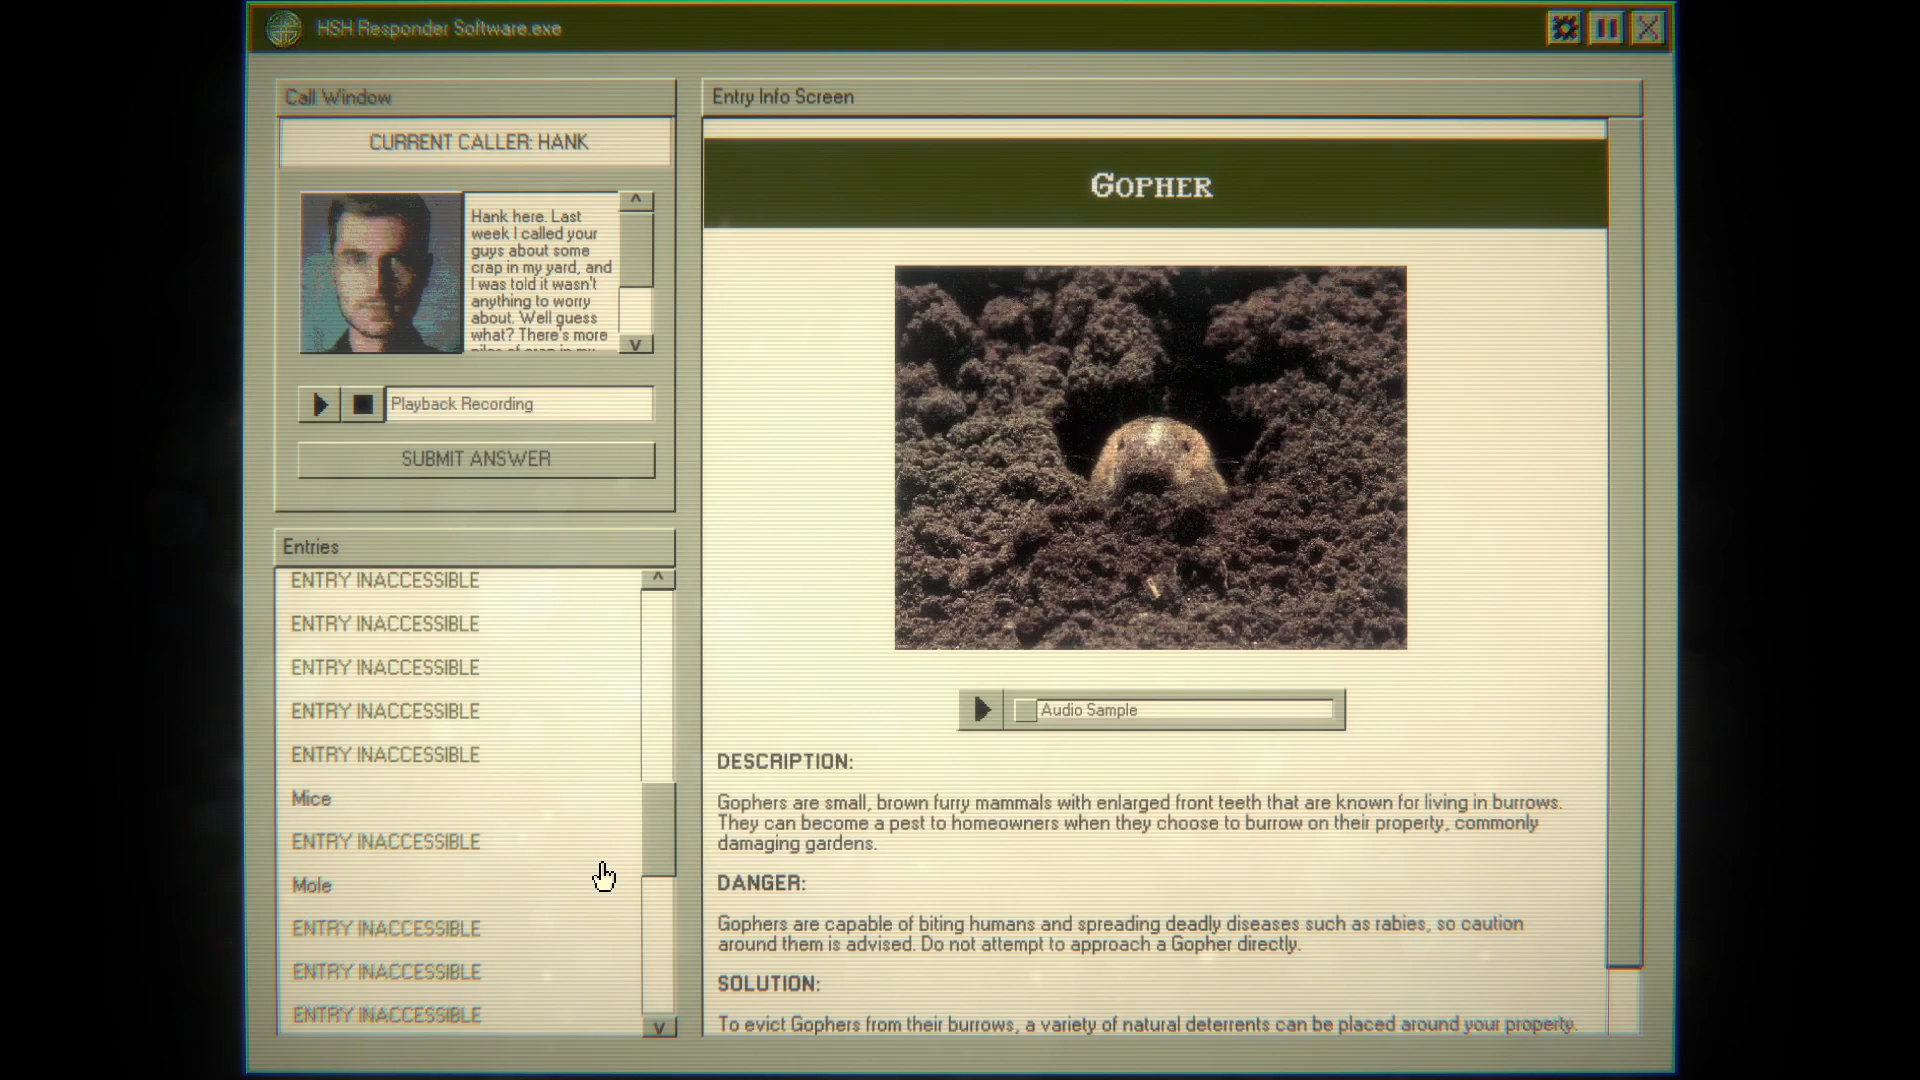 HSH Responder Software.exe
Call Window
CURRENT CALLER: HANK
Hank here. Last
week I called your
guys about some
crap in my yard, and
I was told it wasn't
anything to worry
about. Well guess
what? There's more
piles of crap in my
Playback Recording
SUBMIT ANSWER
Entries
ENTRY INACCESSIBLE
ENTRY INACCESSIBLE
ENTRY INACCESSIBLE
ENTRY INACCESSIBLE
ENTRY INACCESSIBLE
Mice
ENTRY INACCESSIBLE
Mole
ENTRY INACCESSIBLE
ENTRY INACCESSIBLE
ENTRY INACCESSIBLE
Entry Info Screen
GOPHER
Audio Sample
DESCRIPTION:
Gophers are small, brown furry mammals with enlarged front teeth that are known for living in burrows.
They can become a pest to homeowners when they choose to burrow on their property, commonly
damaging gardens.
DANGER:
Gophers are capable of biting humans and spreading deadly diseases such as rabies, so caution
around them is advised. Do not attempt to approach a Gopher directly.
SOLUTION:
To evict Gophers from their burrows, a variety of natural deterrents can be placed around your property.